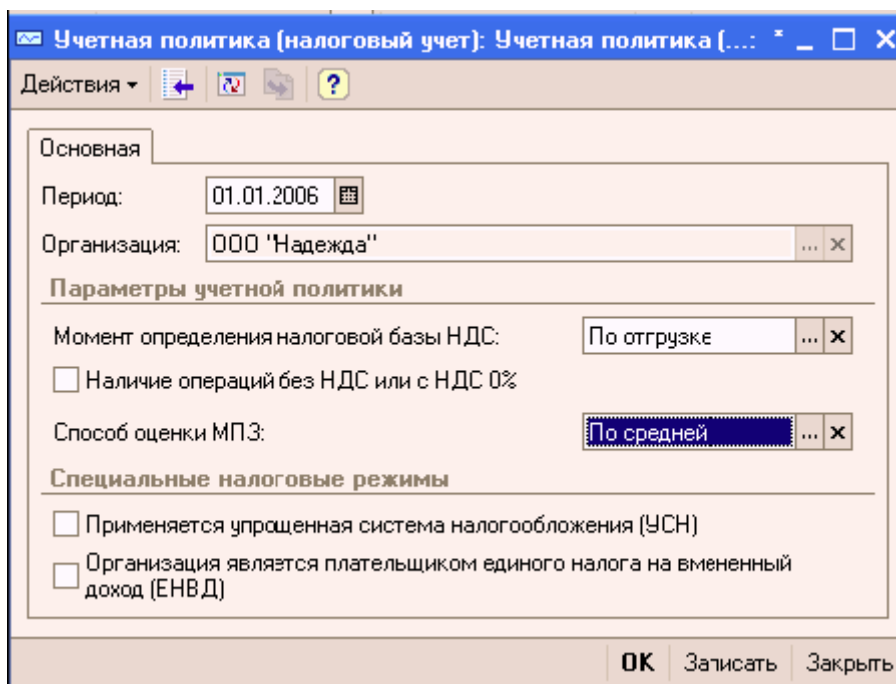 Учетная политика (налоговый учет): Учетная политика (...: *
Действия
Основная
Период: 01.01.2006
Организация: ООО "Надежда"
Параметры учетной политики
Момент определения налоговой базы НДС: По отгрузке
Наличие операций без НДС или с НДС 0%
Способ оценки МПЗ: По средней
Специальные налоговые режимы
Применяется упрощенная система налогообложения (УСН)
Организация является плательщиком единого налога на вмененный
доход (ЕНВД)
OK Записать Закрыть